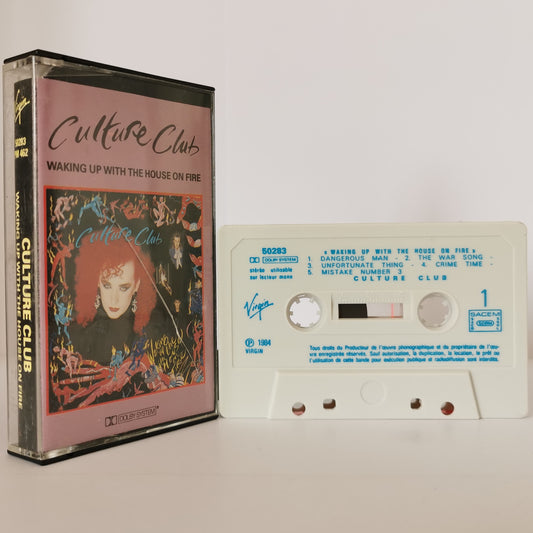 Virgin
50283
PM 462
CULTURE CLUB
WAKING UP WITH THE HOUSE ON FIRE
Culture Club
WAKING UP WITH THE HOUSE ON FIRE
Culture Club
DOLBY SYSTEM
50283
DOLBY SYSTEM
stéréo utilisable
sur lecteur mono
« WAKING UP WITH THE HOUSE ON FIRE »
1. DANGEROUS MAN - 2. THE WAR SONG -
3. UNFORTUNATE THING - 4. CRIME TIME -
5. MISTAKE NUMBER 3
CULTURE CLUB
Virgin
1
SACEM
SDRM
Ⓟ 1984
VIRGIN
Tous droits du Producteur de l'œuvre phonographique et du propriétaire de l'œu-
vre enregistrée réservés. Sauf autorisation, la duplication, la location, le prêt ou
l'utilisation de cette bande pour exécution publique et radiodiffusion sont interdits.